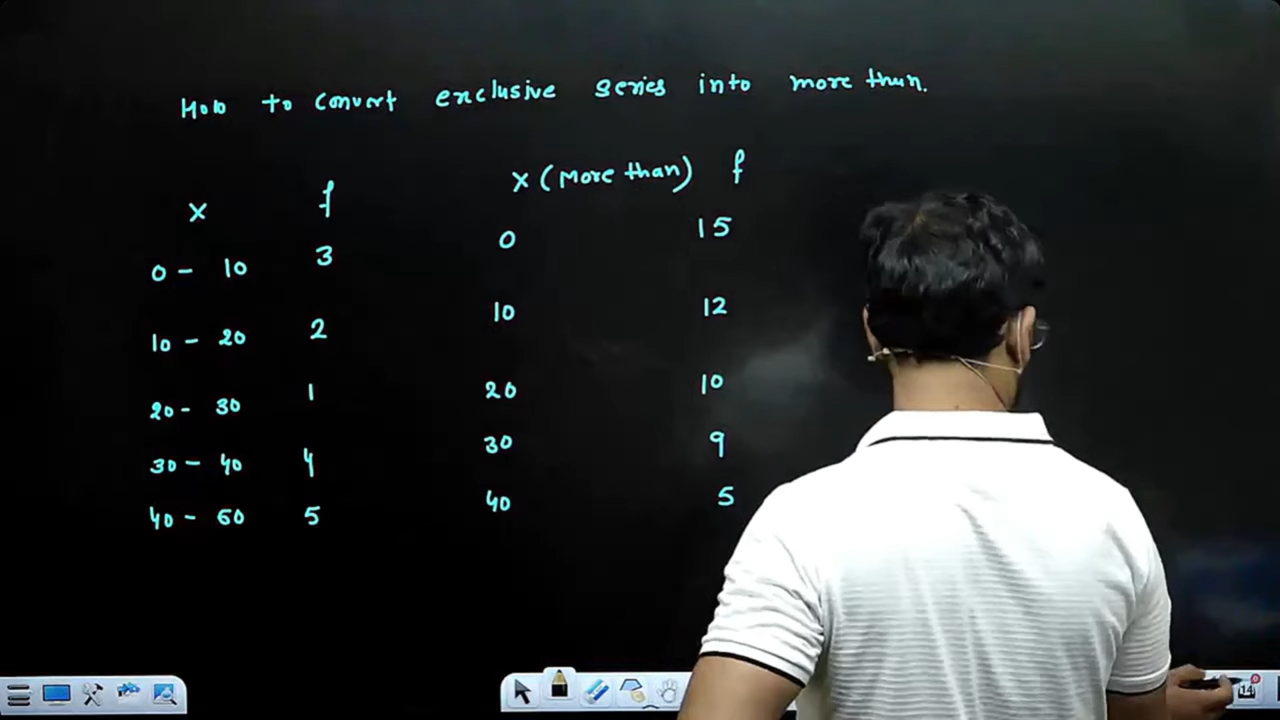 How to convert exclusive series into more than.
X f X (More than) f
0 - 10 3 0 15
10 - 20 2 10 12
20 - 30 1 20 10
30 - 40 4 30 9
40 - 50 5 40 5